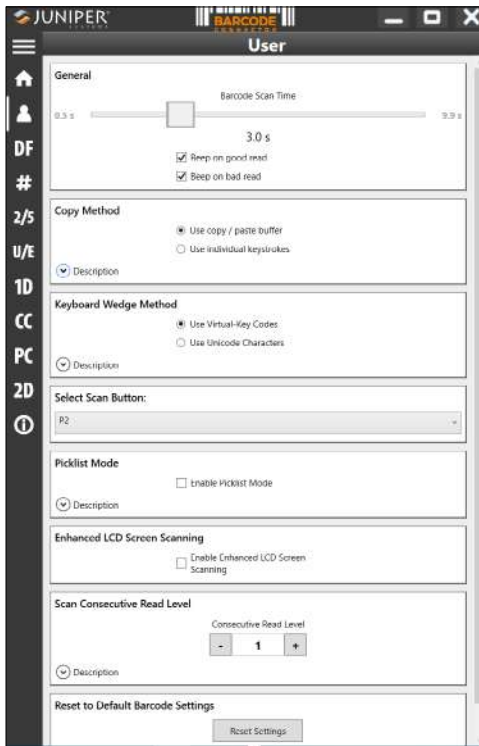 JUNIPER
SYSTEMS
BARCODE
CONNECTOR
User
General
Barcode Scan Time
0.5 s
9.9 s
3.0 s
Beep on good read
Beep on bad read
DF
#
2/5
U/E
1D
CC
PC
2D
Copy Method
Use copy / paste buffer
Use individual keystrokes
Description
Keyboard Wedge Method
Use Virtual-Key Codes
Use Unicode Characters
Description
Select Scan Button:
P2
Picklist Mode
Enable Picklist Mode
Description
Enhanced LCD Screen Scanning
Enable Enhanced LCD Screen
Scanning
Scan Consecutive Read Level
Consecutive Read Level
- 1 +
Description
Reset to Default Barcode Settings
Reset Settings